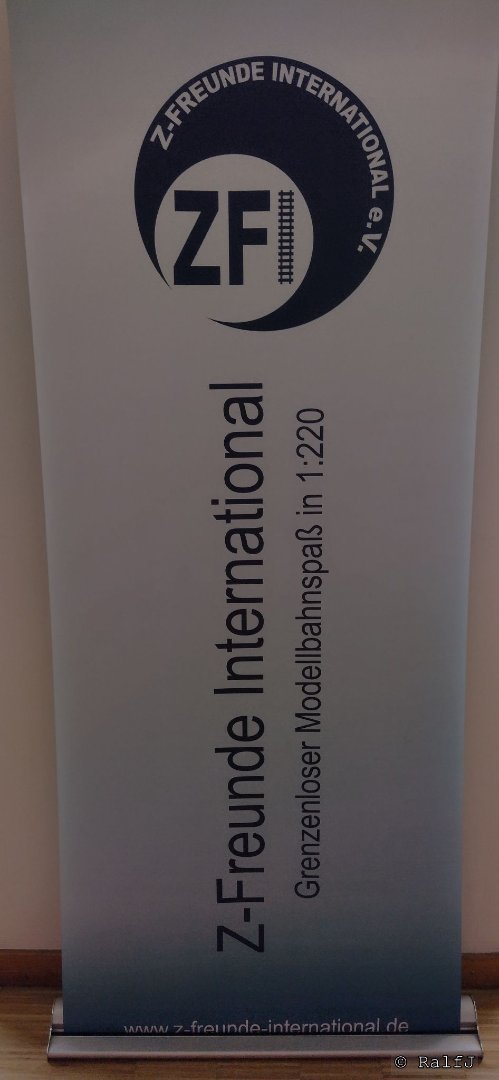 Z-FREUNDE INTERNATIONAL e.V.
ZF
Z-Freunde International
Grenzenloser Modellbahnspaß in 1:220
www.z-freunde-international.de
© RalfJ